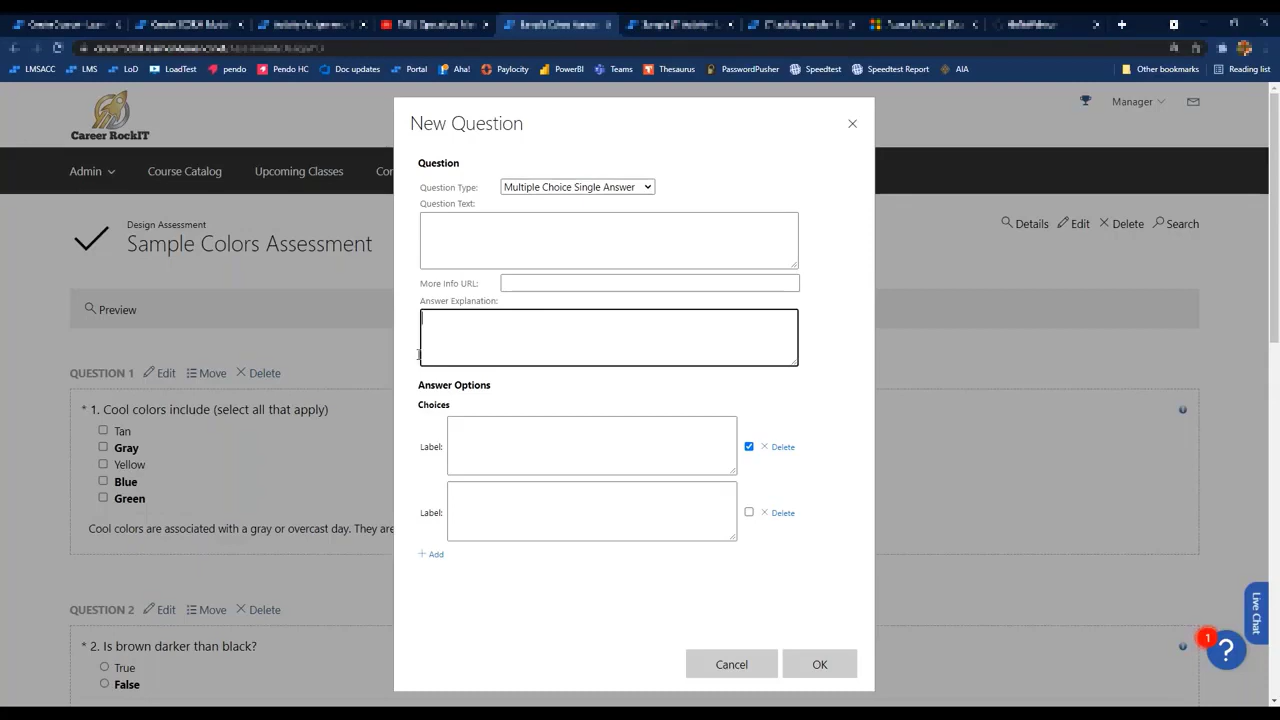 LMSACC LMS LoD LoadTest pendo Pendo HC Doc updates Portal Aha! Paylocity PowerBI Teams Thesaurus PasswordPusher Speedtest Speedtest Report AIA Other bookmarks Reading list
Career RockIT
Manager
Admin Course Catalog Upcoming Classes Con
Design Assessment
Sample Colors Assessment
Details Edit Delete Search
Preview
QUESTION 1 Edit Move Delete
* 1. Cool colors include (select all that apply)
Tan
Gray
Yellow
Blue
Green
Cool colors are associated with a gray or overcast day. They are
QUESTION 2 Edit Move Delete
* 2. Is brown darker than black?
True
False
New Question
Question
Question Type: Multiple Choice Single Answer
Question Text:
More Info URL:
Answer Explanation:
Answer Options
Choices
Label: Delete
Label: Delete
+ Add
Cancel OK
Live Chat
1
?